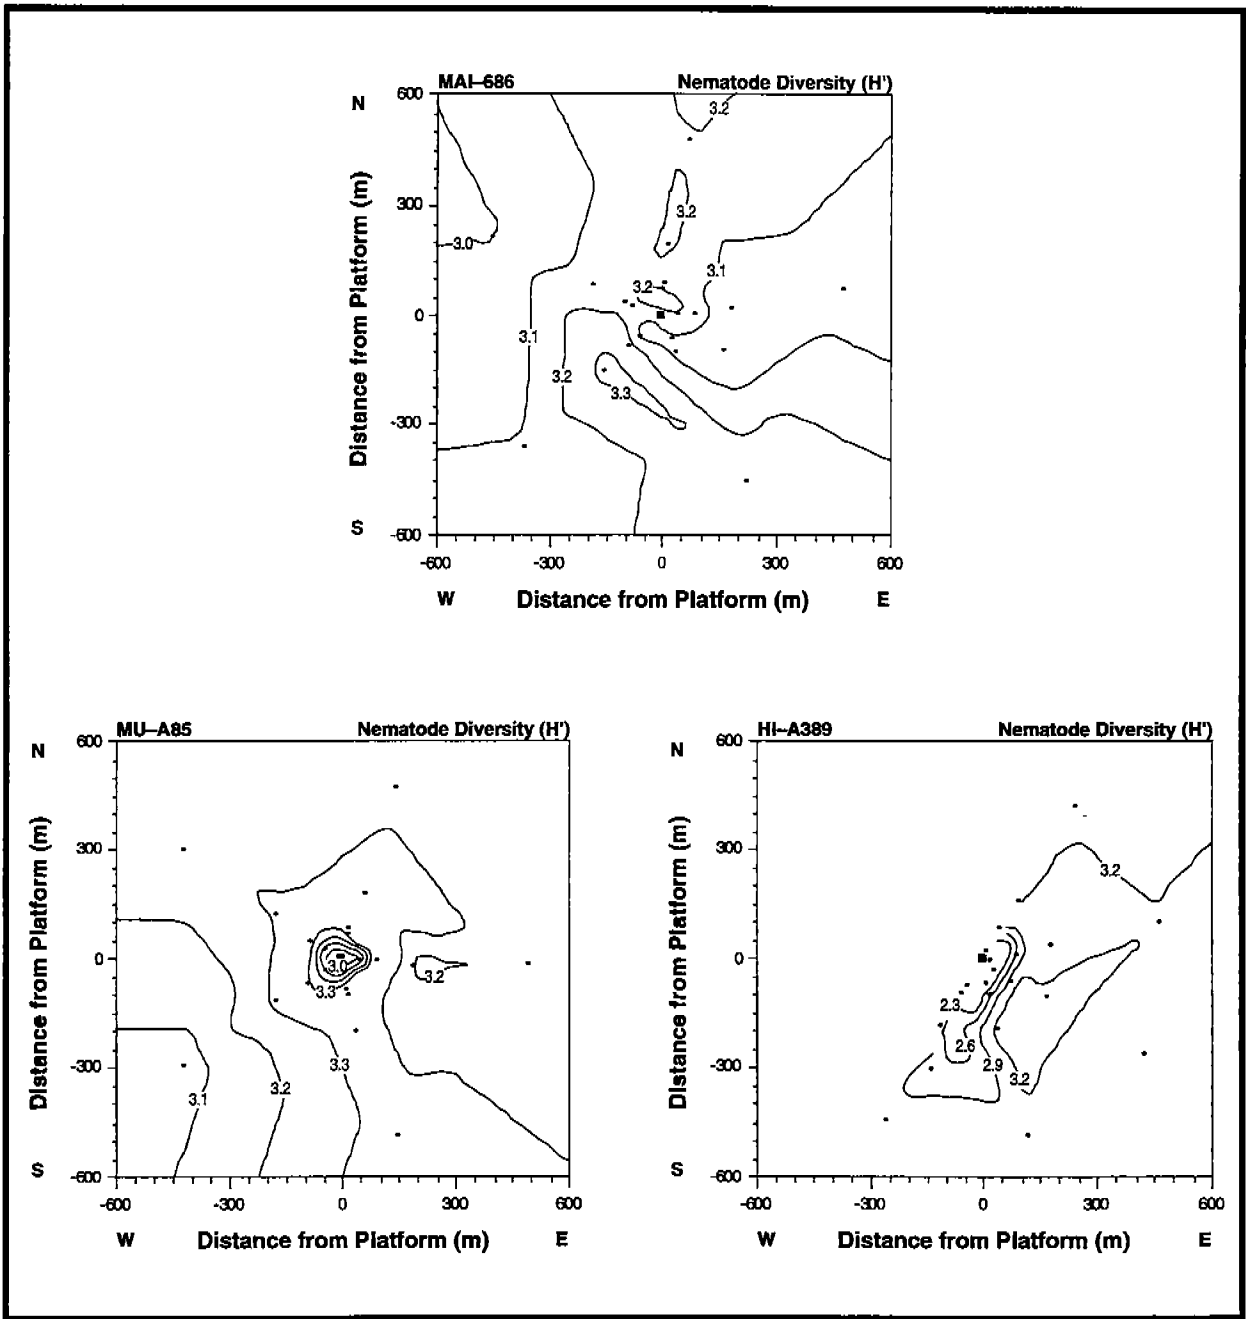 MAI-686 Nematode Diversity (H')
N
600
300
0
-300
-600
S
Distance from Platform (m)
3.2
3.2
3.0
3.1
3.2
3.1
3.2
3.3
-600 -300 0 300 600
W Distance from Platform (m) E
MU-A85 Nematode Diversity (H')
N
600
300
0
-300
-600
S
Distance from Platform (m)
3.0
3.2
3.3
3.3
3.2
3.1
-600 -300 0 300 600
W Distance from Platform (m) E
HI-A389 Nematode Diversity (H')
N
600
300
0
-300
-600
S
Distance from Platform (m)
3.2
2.3
2.6
2.9
3.2
-600 -300 0 300 600
W Distance from Platform (m) E